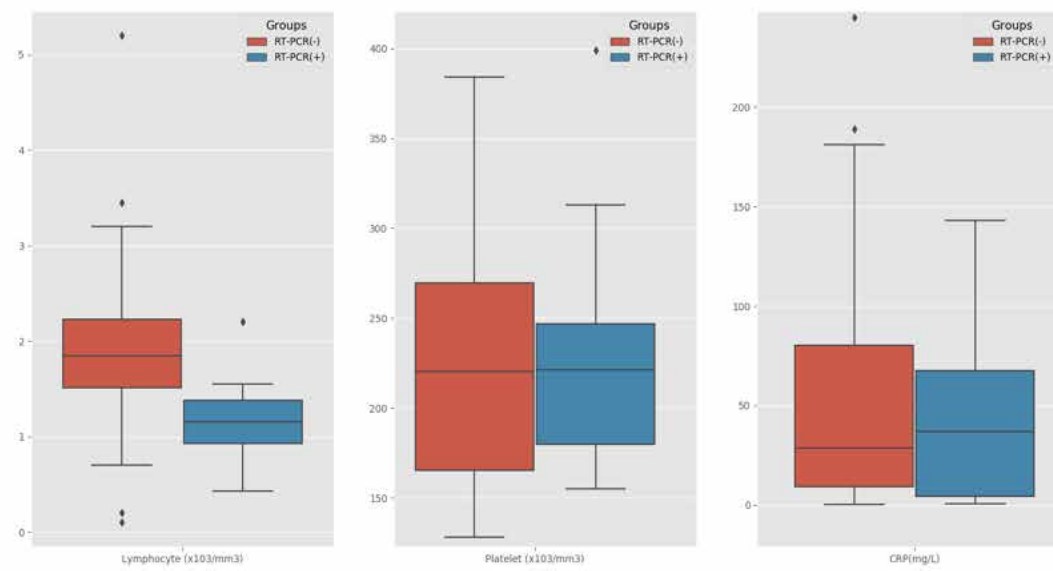 Groups
RT-PCR(-)
RT-PCR(+)
5
4
3
2
1
0
Lymphocyte (x103/mm3)
Groups
RT-PCR(-)
RT-PCR(+)
400
350
300
250
200
150
Platelet (x103/mm3)
Groups
RT-PCR(-)
RT-PCR(+)
200
150
100
50
0
CRP(mg/L)